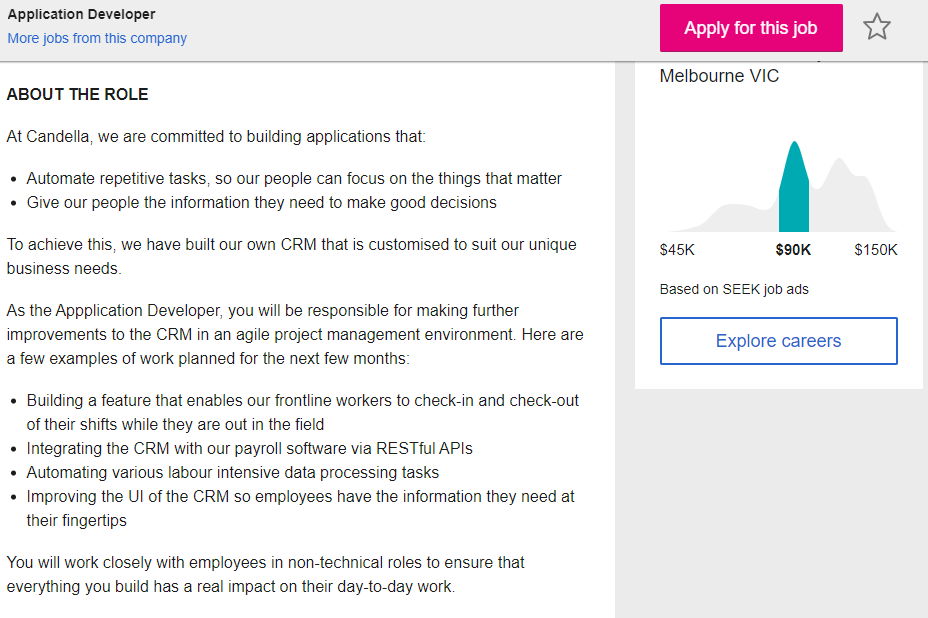 Application Developer
More jobs from this company
Apply for this job
ABOUT THE ROLE
At Candella, we are committed to building applications that:
• Automate repetitive tasks, so our people can focus on the things that matter
• Give our people the information they need to make good decisions
To achieve this, we have built our own CRM that is customised to suit our unique
business needs.
As the Appplication Developer, you will be responsible for making further
improvements to the CRM in an agile project management environment. Here are
a few examples of work planned for the next few months:
• Building a feature that enables our frontline workers to check-in and check-out
of their shifts while they are out in the field
• Integrating the CRM with our payroll software via RESTful APIs
• Automating various labour intensive data processing tasks
• Improving the UI of the CRM so employees have the information they need at
their fingertips
You will work closely with employees in non-technical roles to ensure that
everything you build has a real impact on their day-to-day work.
Melbourne VIC
$45K $90K $150K
Based on SEEK job ads
Explore careers